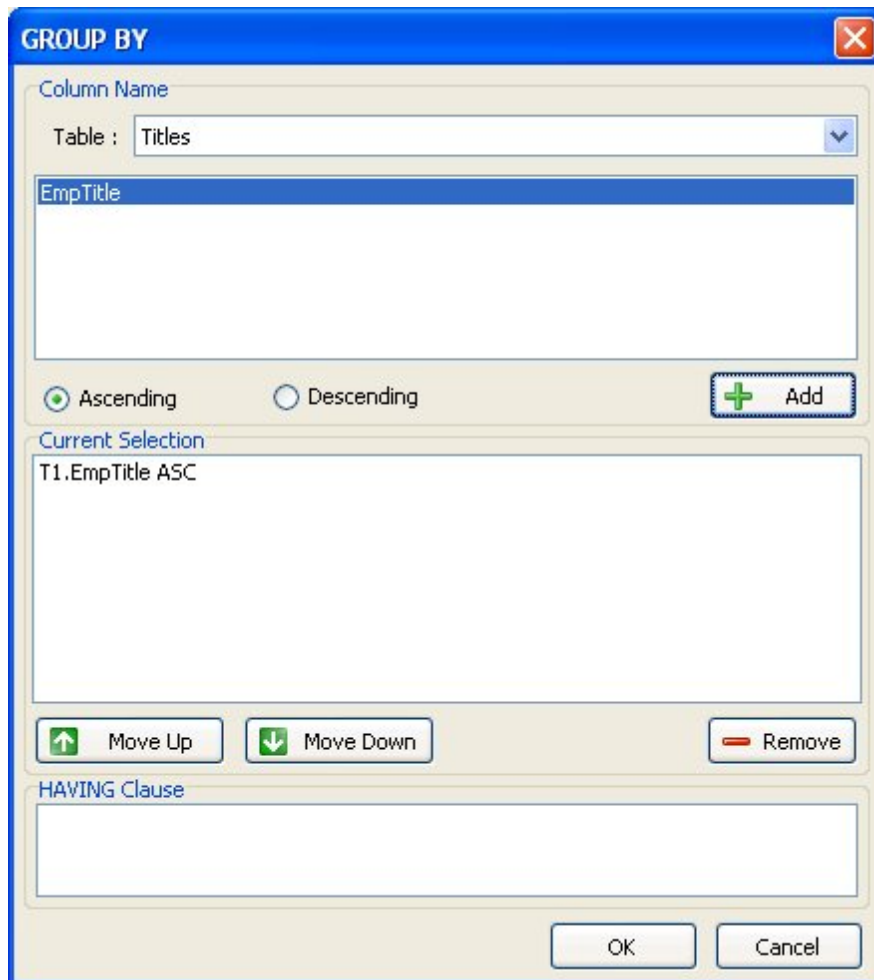 GROUP BY
Column Name
Table : Titles
EmpTitle
Ascending Descending Add
Current Selection
T1.EmpTitle ASC
Move Up Move Down Remove
HAVING Clause
OK Cancel